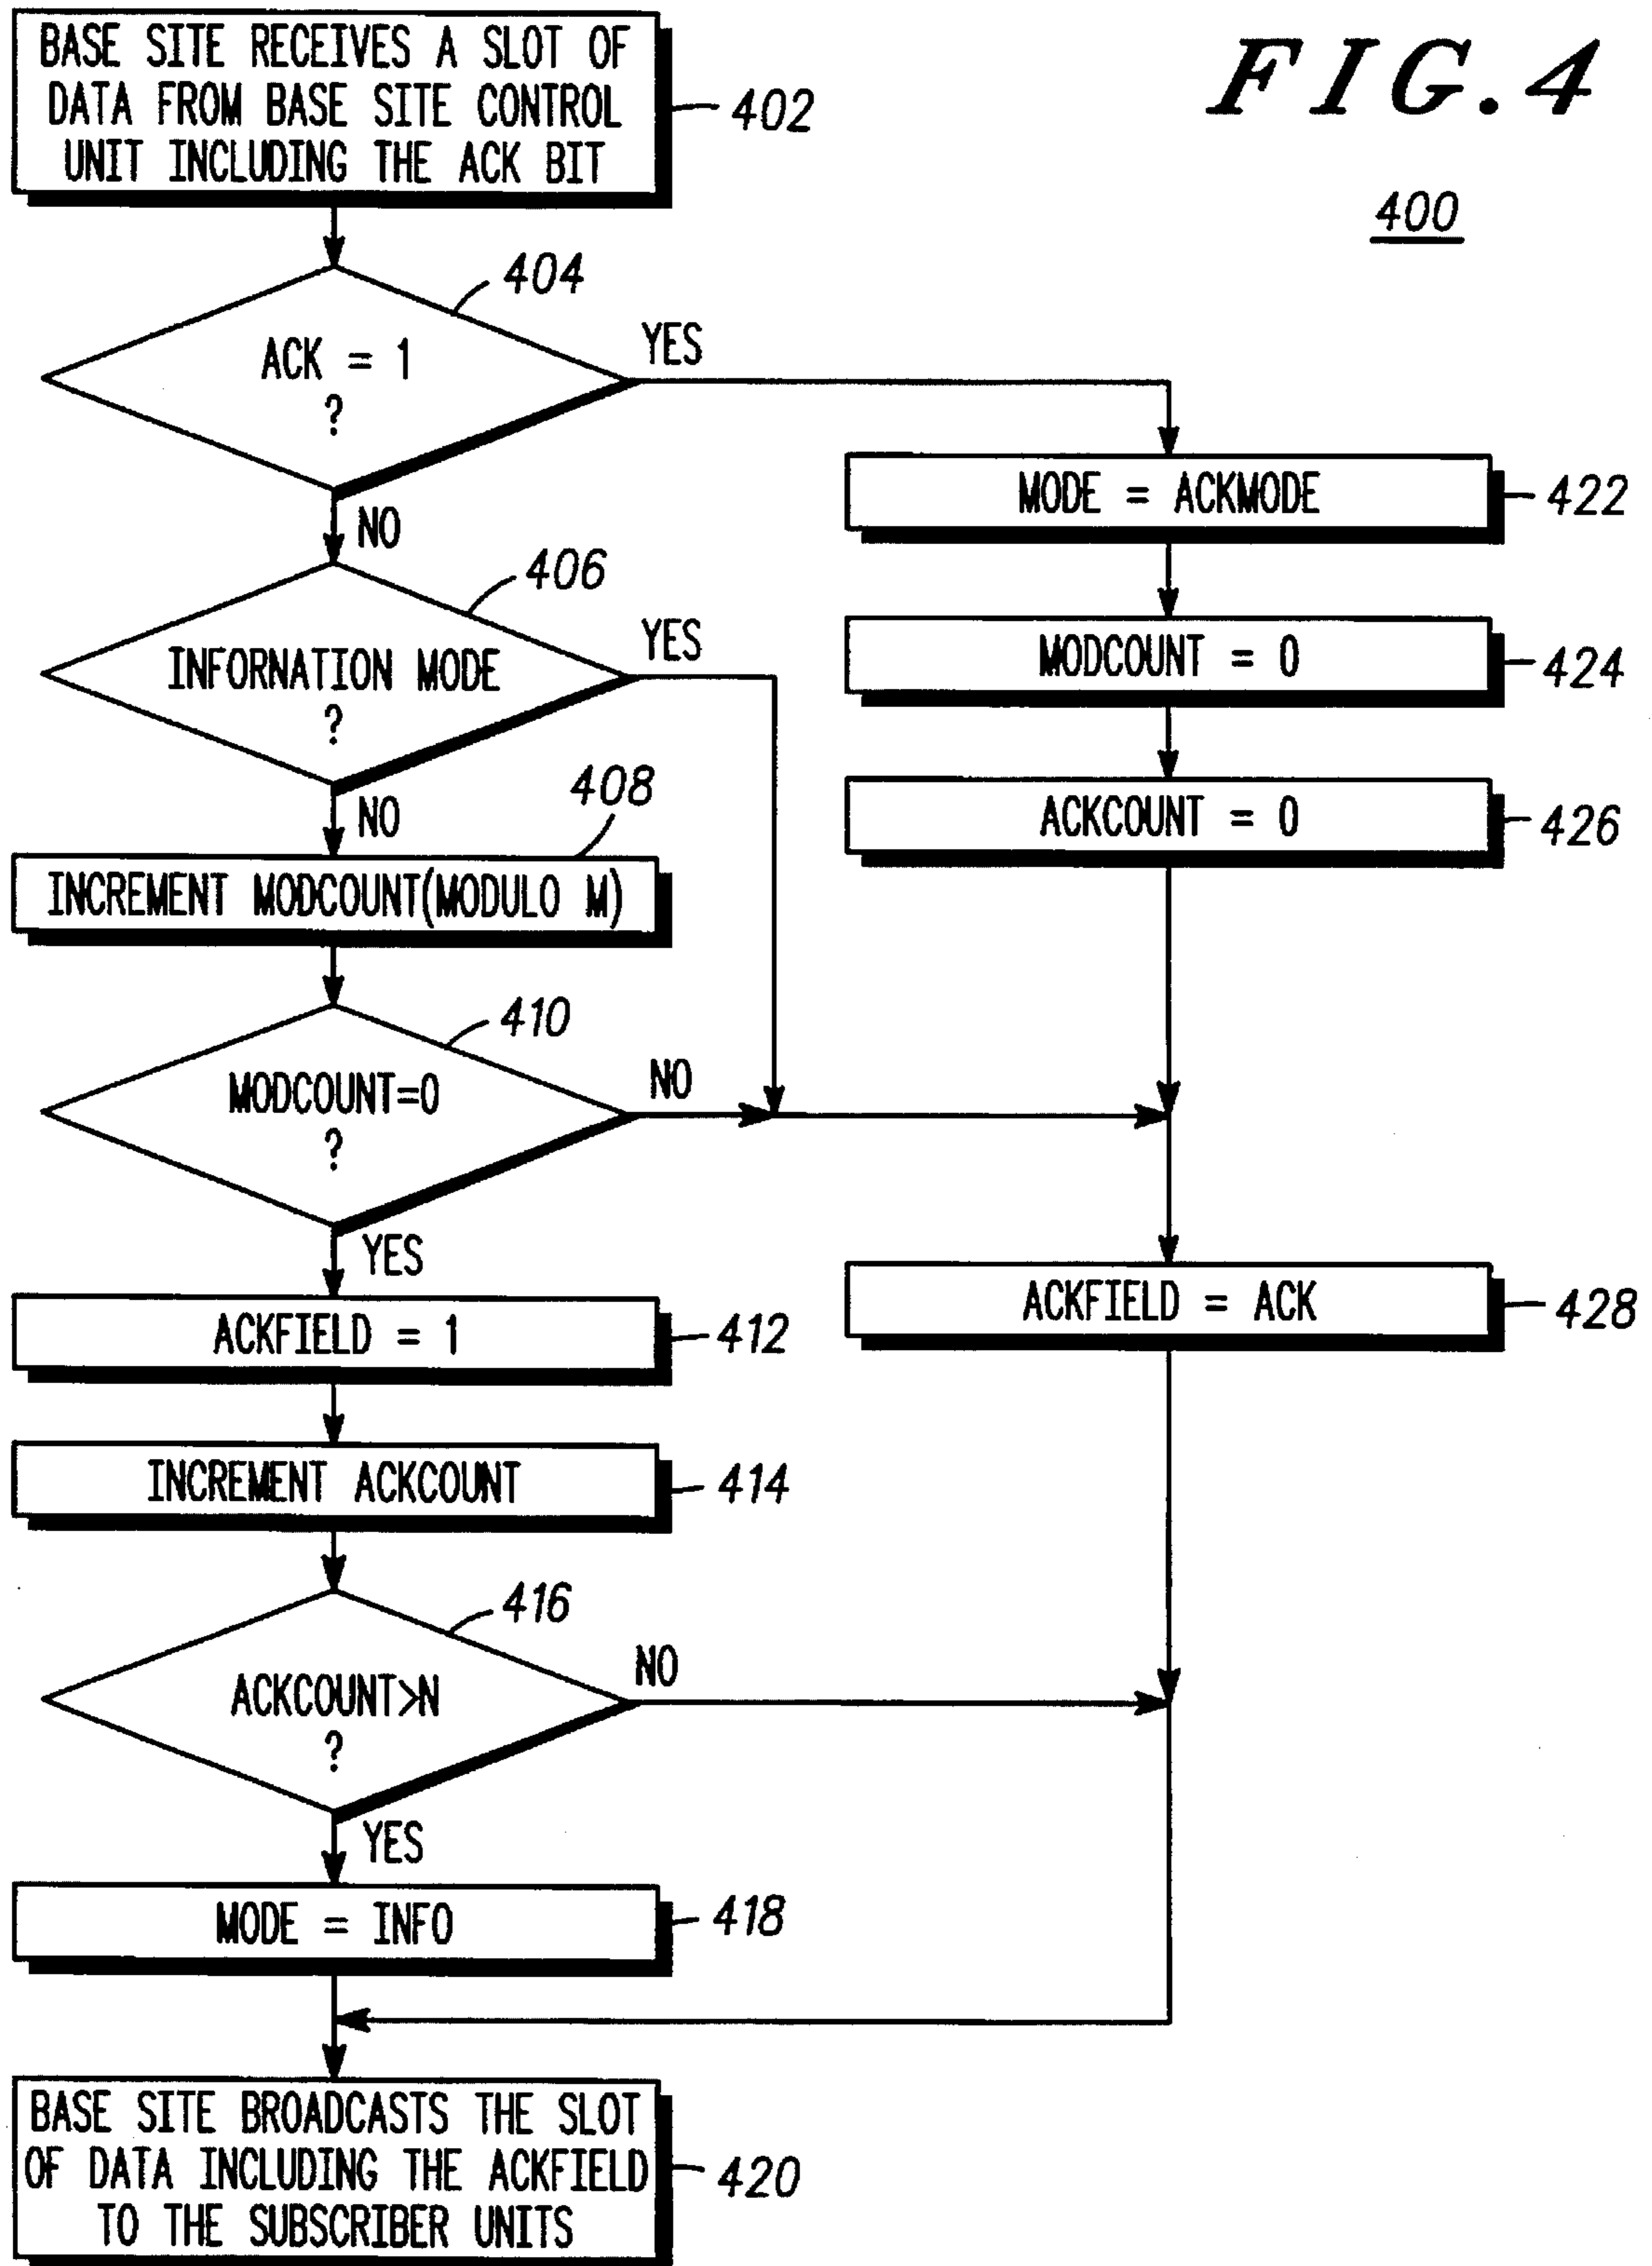 FIG. 4
400
BASE SITE RECEIVES A SLOT OF
DATA FROM BASE SITE CONTROL
UNIT INCLUDING THE ACK BIT
402
404
ACK = 1
?
YES
NO
406
INFORNATION MODE
?
YES
NO
408
INCREMENT MODCOUNT(MODULO M)
410
MODCOUNT=0
?
NO
YES
ACKFIELD = 1
412
INCREMENT ACKCOUNT
414
416
ACKCOUNT>N
?
NO
YES
MODE = INFO
418
BASE SITE BROADCASTS THE SLOT
OF DATA INCLUDING THE ACKFIELD
TO THE SUBSCRIBER UNITS
420
MODE = ACKMODE
422
MODCOUNT = 0
424
ACKCOUNT = 0
426
ACKFIELD = ACK
428